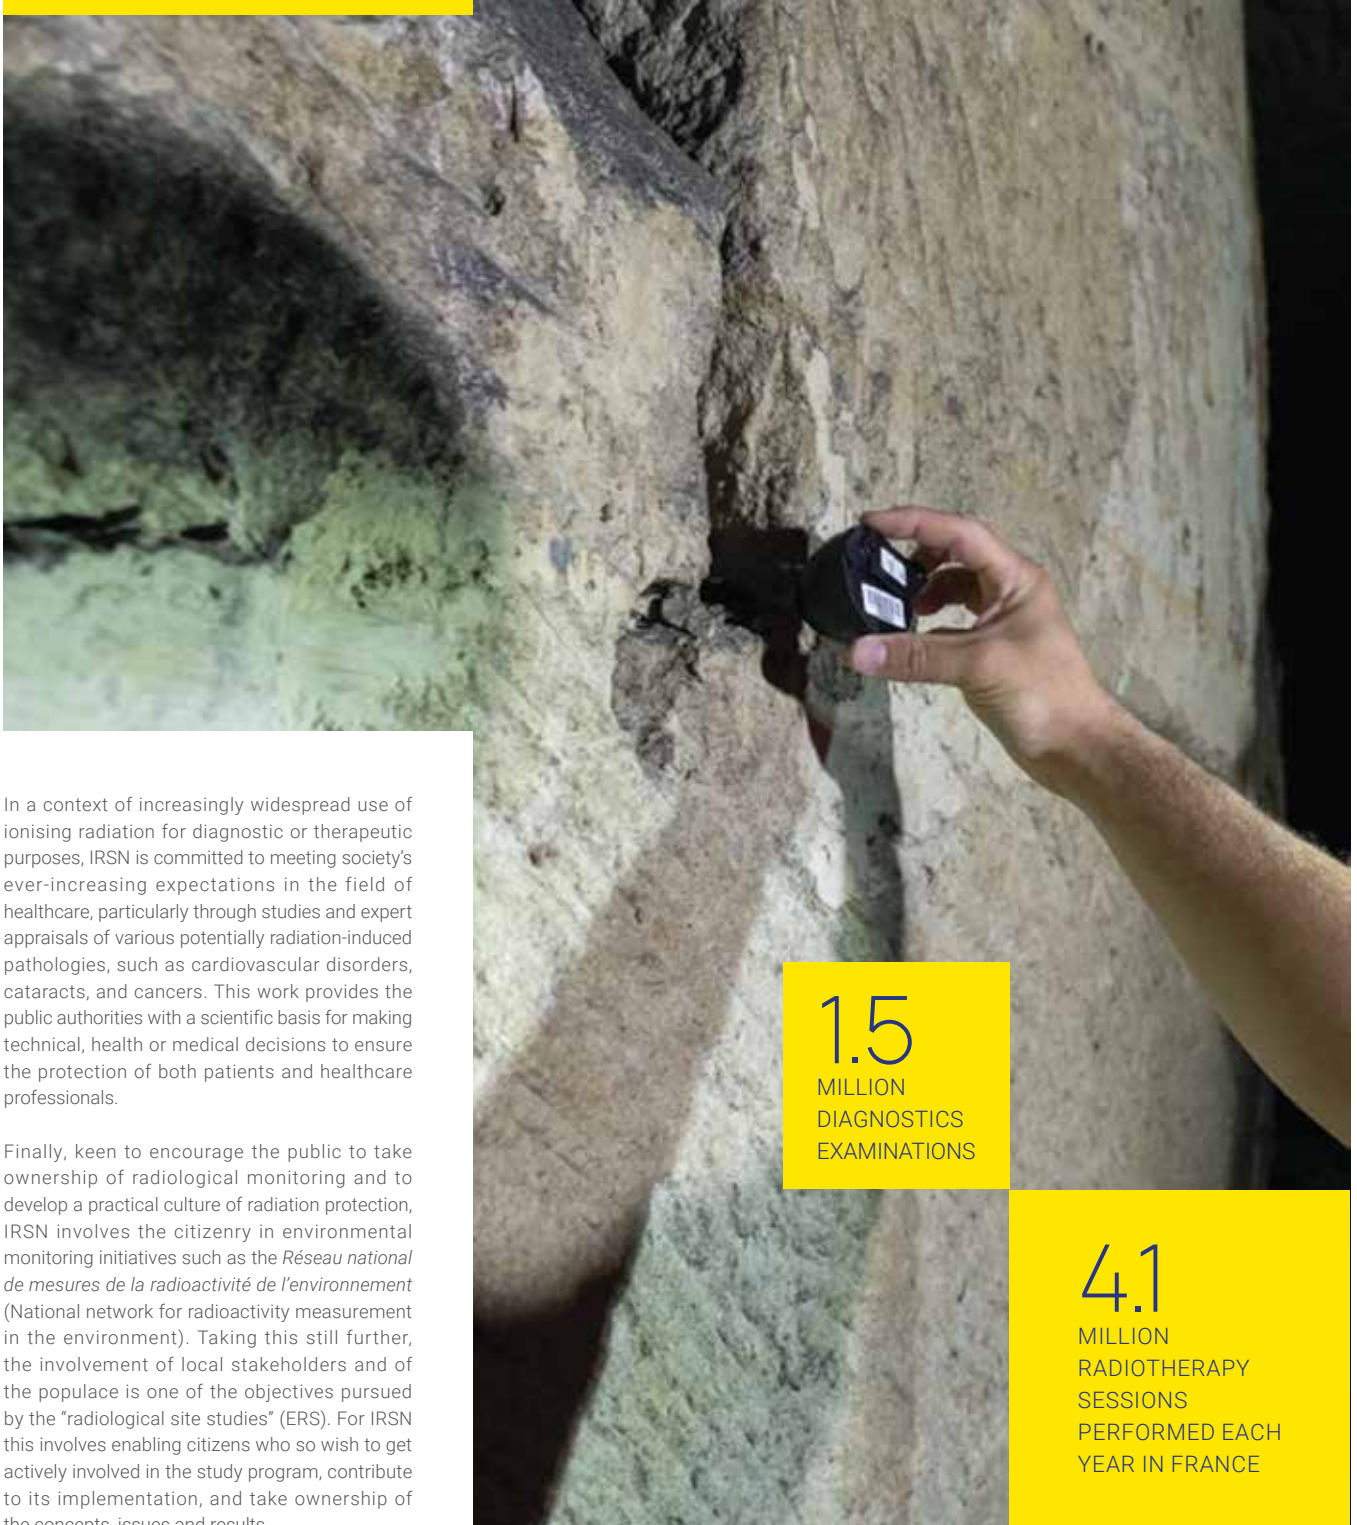 In a context of increasingly widespread use of
ionising radiation for diagnostic or therapeutic
purposes, IRSN is committed to meeting society's
ever-increasing expectations in the field of
healthcare, particularly through studies and expert
appraisals of various potentially radiation-induced
pathologies, such as cardiovascular disorders,
cataracts, and cancers. This work provides the
public authorities with a scientific basis for making
technical, health or medical decisions to ensure
the protection of both patients and healthcare
professionals.
Finally, keen to encourage the public to take
ownership of radiological monitoring and to
develop a practical culture of radiation protection,
IRSN involves the citizenry in environmental
monitoring initiatives such as the Réseau national
de mesures de la radioactivité de l'environnement
(National network for radioactivity measurement
in the environment). Taking this still further,
the involvement of local stakeholders and of
the populace is one of the objectives pursued
by the "radiological site studies" (ERS). For IRSN
this involves enabling citizens who so wish to get
actively involved in the study program, contribute
to its implementation, and take ownership of
the concepts, issues and results.
1.5
MILLION
DIAGNOSTICS
EXAMINATIONS
4.1
MILLION
RADIOTHERAPY
SESSIONS
PERFORMED EACH
YEAR IN FRANCE